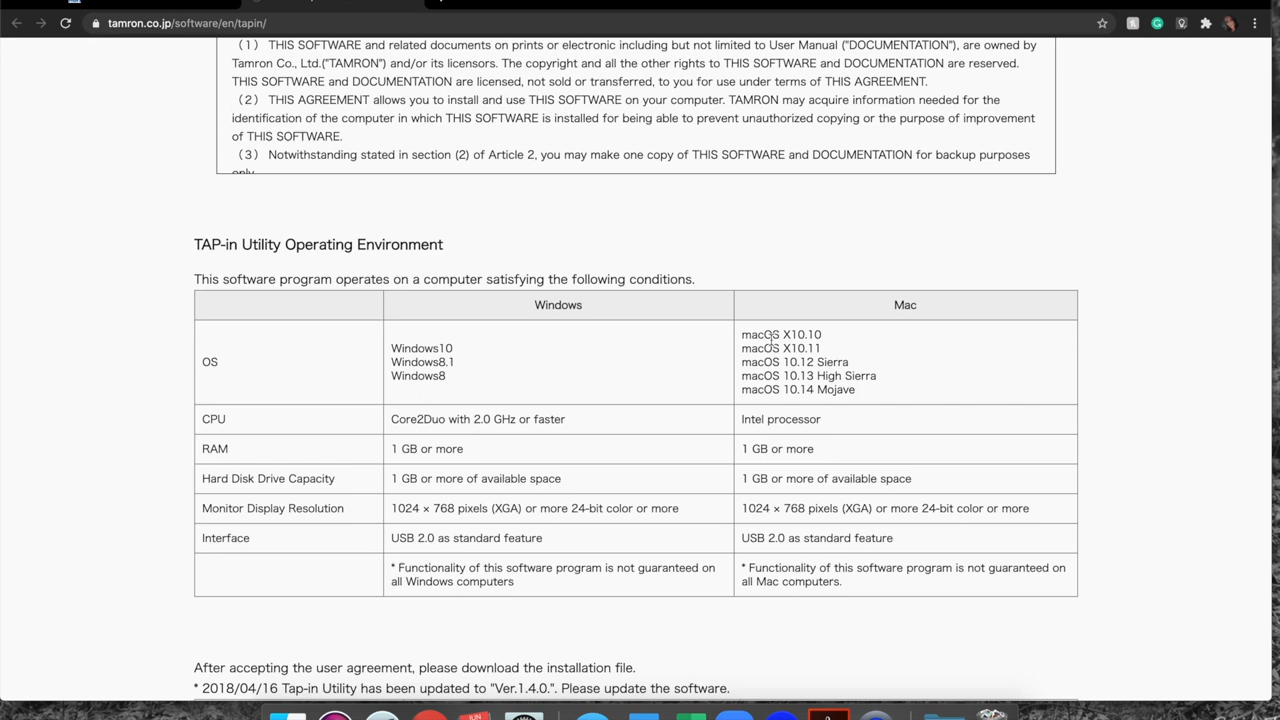 tamron.co.jp/software/en/tapin/
（1） THIS SOFTWARE and related documents on prints or electronic including but not limited to User Manual ("DOCUMENTATION"), are owned by
Tamron Co., Ltd.("TAMRON") and/or its licensors. The copyright and all the other rights to THIS SOFTWARE and DOCUMENTATION are reserved.
THIS SOFTWARE and DOCUMENTATION are licensed, not sold or transferred, to you for use under terms of THIS AGREEMENT.
（2） THIS AGREEMENT allows you to install and use THIS SOFTWARE on your computer. TAMRON may acquire information needed for the
identification of the computer in which THIS SOFTWARE is installed for being able to prevent unauthorized copying or the purpose of improvement
of THIS SOFTWARE.
（3） Notwithstanding stated in section (2) of Article 2, you may make one copy of THIS SOFTWARE and DOCUMENTATION for backup purposes
only.
TAP-in Utility Operating Environment
This software program operates on a computer satisfying the following conditions.
Windows
Mac
OS
Windows10
Windows8.1
Windows8
macOS X10.10
macOS X10.11
macOS 10.12 Sierra
macOS 10.13 High Sierra
macOS 10.14 Mojave
CPU
Core2Duo with 2.0 GHz or faster
Intel processor
RAM
1 GB or more
1 GB or more
Hard Disk Drive Capacity
1 GB or more of available space
1 GB or more of available space
Monitor Display Resolution
1024 × 768 pixels (XGA) or more 24-bit color or more
1024 × 768 pixels (XGA) or more 24-bit color or more
Interface
USB 2.0 as standard feature
USB 2.0 as standard feature
* Functionality of this software program is not guaranteed on
all Windows computers
* Functionality of this software program is not guaranteed on
all Mac computers.
After accepting the user agreement, please download the installation file.
* 2018/04/16 Tap-in Utility has been updated to "Ver.1.4.0.". Please update the software.